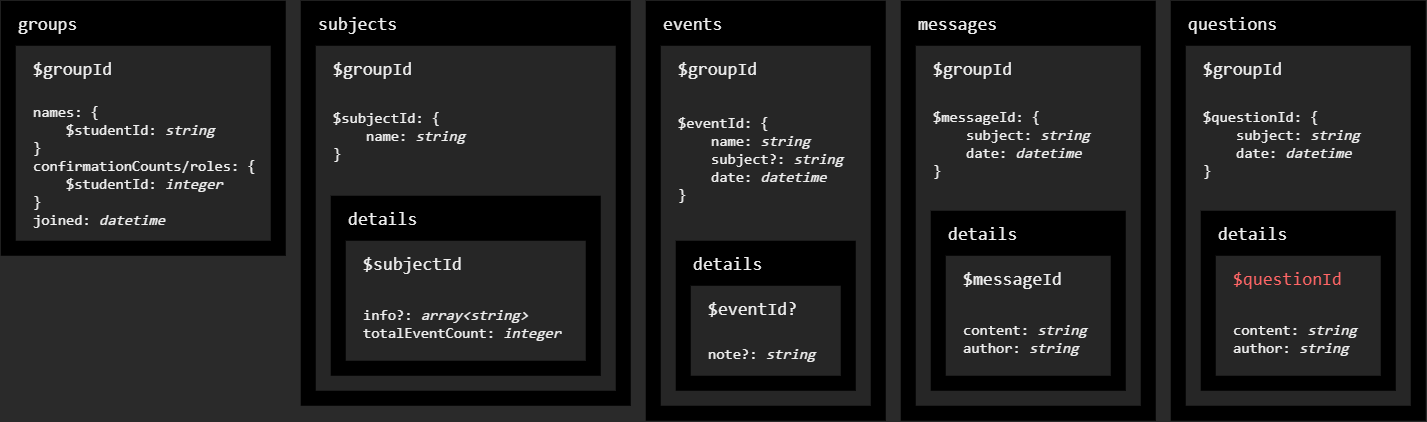 groups
$groupId
names: {
$studentId: string
}
confirmationCounts/roles: {
$studentId: integer
}
joined: datetime
subjects
$groupId
$subjectId: {
name: string
}
details
$subjectId
info?: array<string>
totalEventCount: integer
events
$groupId
$eventId: {
name: string
subject?: string
date: datetime
}
details
$eventId?
note?: string
messages
$groupId
$messageId: {
subject: string
date: datetime
}
details
$messageId
content: string
author: string
questions
$groupId
$questionId: {
subject: string
date: datetime
}
details
$questionId
content: string
author: string